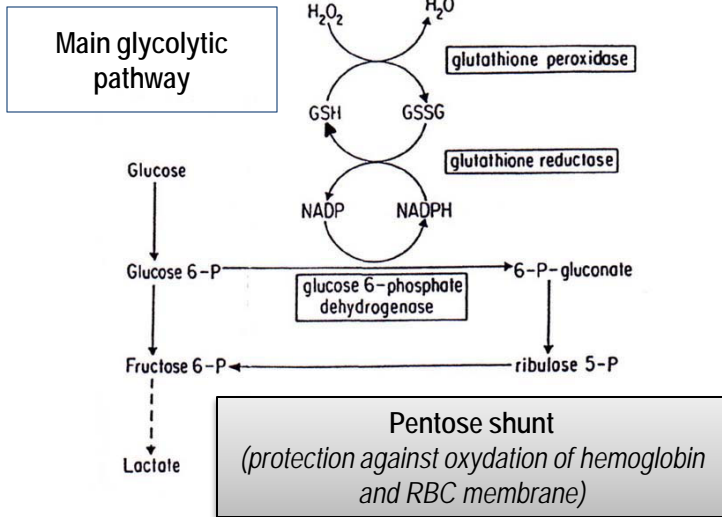 Main glycolytic
pathway
H₂O₂
H₂O
glutathione peroxidase
GSH
GSSG
glutathione reductase
Glucose
NADP
NADPH
Glucose 6-P
6-P-gluconate
glucose 6-phosphate
dehydrogenase
Fructose 6-P
ribulose 5-P
Lactate
Pentose shunt
(protection against oxydation of hemoglobin
and RBC membrane)